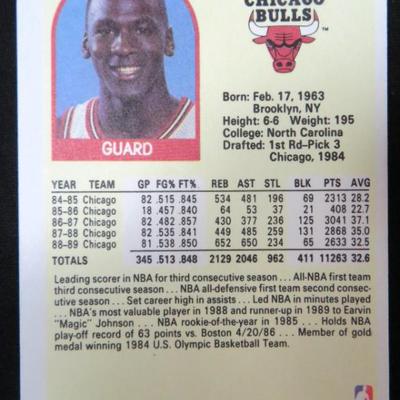 CHICAGO
BULLS
TM
GUARD
Born: Feb. 17, 1963
Brooklyn, NY
Height: 6-6 Weight: 195
College: North Carolina
Drafted: 1st Rd–Pick 3
Chicago, 1984
YEAR TEAM GP FG% FT% REB AST STL BLK PTS AVG
84-85 Chicago 82 .515 .845 534 481 196 69 2313 28.2
85-86 Chicago 18 .457 .840 64 53 37 21 408 22.7
86-87 Chicago 82 .482 .857 430 377 236 125 3041 37.1
87-88 Chicago 82 .535 .841 449 485 259 131 2868 35.0
88-89 Chicago 81 .538 .850 652 650 234 65 2633 32.5
TOTALS 345 .513 .848 2129 2046 962 411 11263 32.6
Leading scorer in NBA for third consecutive season . . . All-NBA first team
third consecutive season . . . NBA all-defensive first team second consec-
utive season . . . Set career high in assists . . . Led NBA in minutes played
. . . NBA's most valuable player in 1988 and runner-up in 1989 to Earvin
"Magic" Johnson . . . NBA rookie-of-the-year in 1985 . . . Holds NBA
play-off record of 63 points vs. Boston 4/20/86 . . . Member of gold
medal winning 1984 U.S. Olympic Basketball Team.